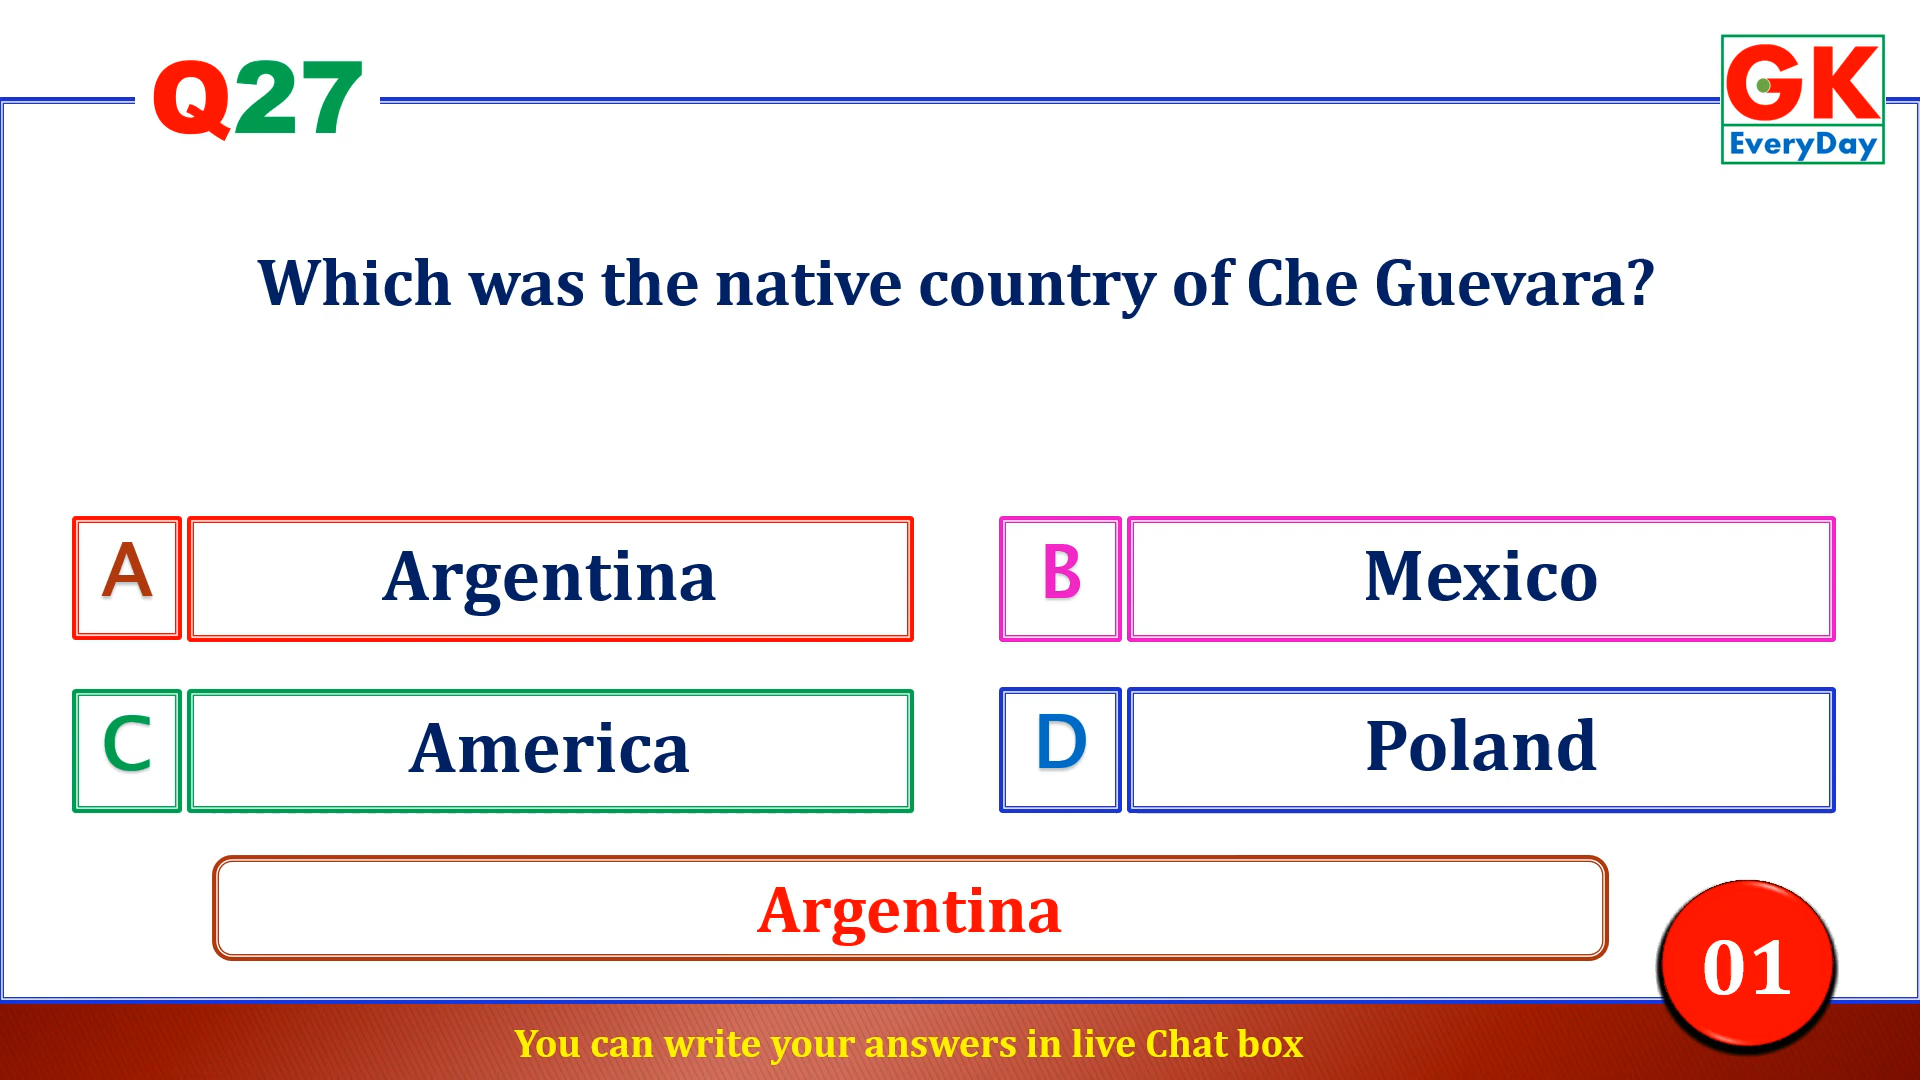 Q27
GK
EveryDay
Which was the native country of Che Guevara?
A Argentina
B Mexico
C America
D Poland
Argentina
01
You can write your answers in live Chat box